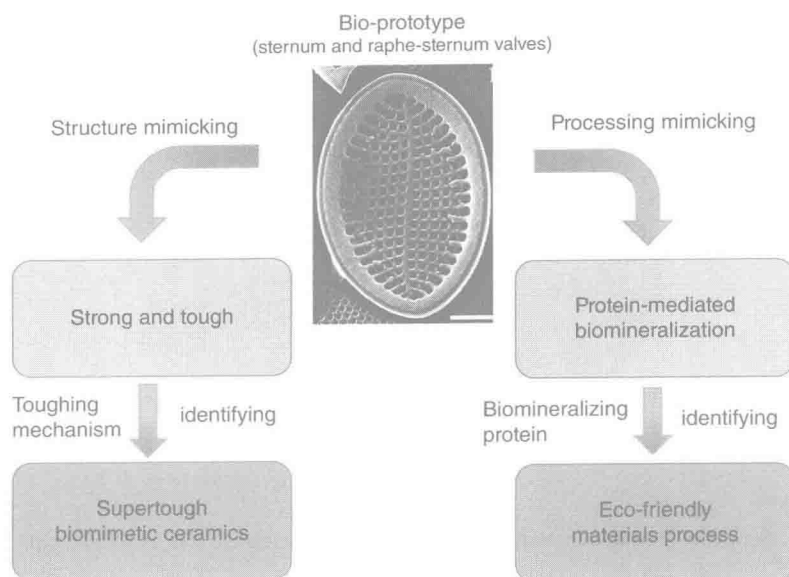 Bio-prototype
(sternum and raphe-sternum valves)
Structure mimicking
Processing mimicking
Strong and tough
Protein-mediated
biomineralization
Toughing
mechanism
identifying
Biomineralizing
protein
identifying
Supertough
biomimetic ceramics
Eco-friendly
materials process